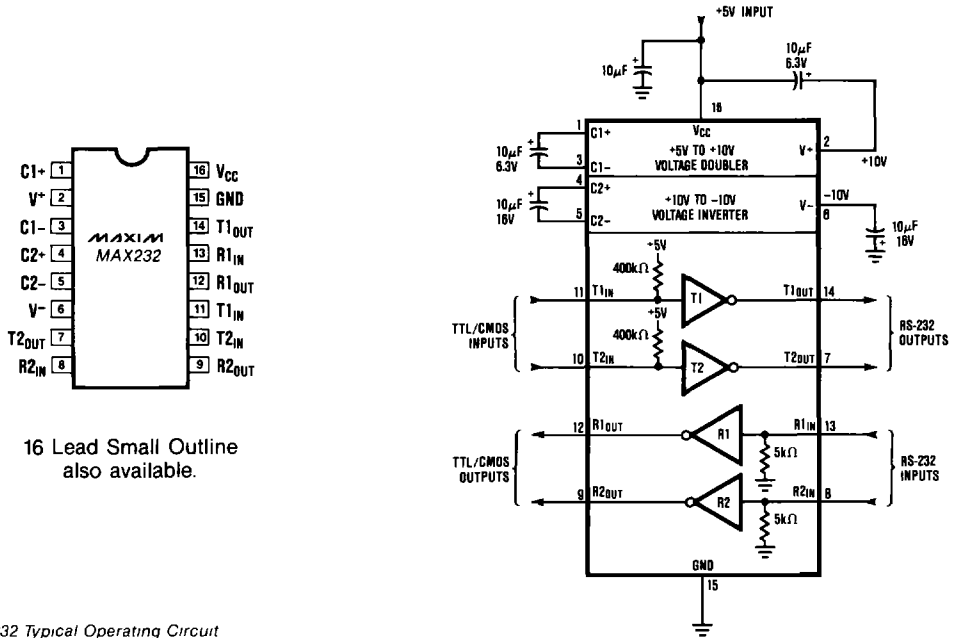 C1+ 1
V+ 2
C1– 3
C2+ 4
C2– 5
V– 6
T2OUT 7
R2IN 8
MAXIM
MAX232
16 VCC
15 GND
14 T1OUT
13 R1IN
12 R1OUT
11 T1IN
10 T2IN
9 R2OUT
16 Lead Small Outline
also available.
32 Typical Operating Circuit
+5V INPUT
10μF
+
10μF
6.3V
+
16
VCC
+5V TO +10V
VOLTAGE DOUBLER
1
C1+
10μF
6.3V
+
3
C1–
2
V+
+10V
4
C2+
10μF
16V
+
5
C2–
+10V TO –10V
VOLTAGE INVERTER
–10V
V–
6
10μF
16V
+
TTL/CMOS
INPUTS
+5V
400kΩ
11 T1IN
T1
T1OUT 14
+5V
400kΩ
10 T2IN
T2
T2OUT 7
RS-232
OUTPUTS
TTL/CMOS
OUTPUTS
12 R1OUT
R1
R1IN 13
5kΩ
9 R2OUT
R2
R2IN 8
5kΩ
RS-232
INPUTS
GND
15